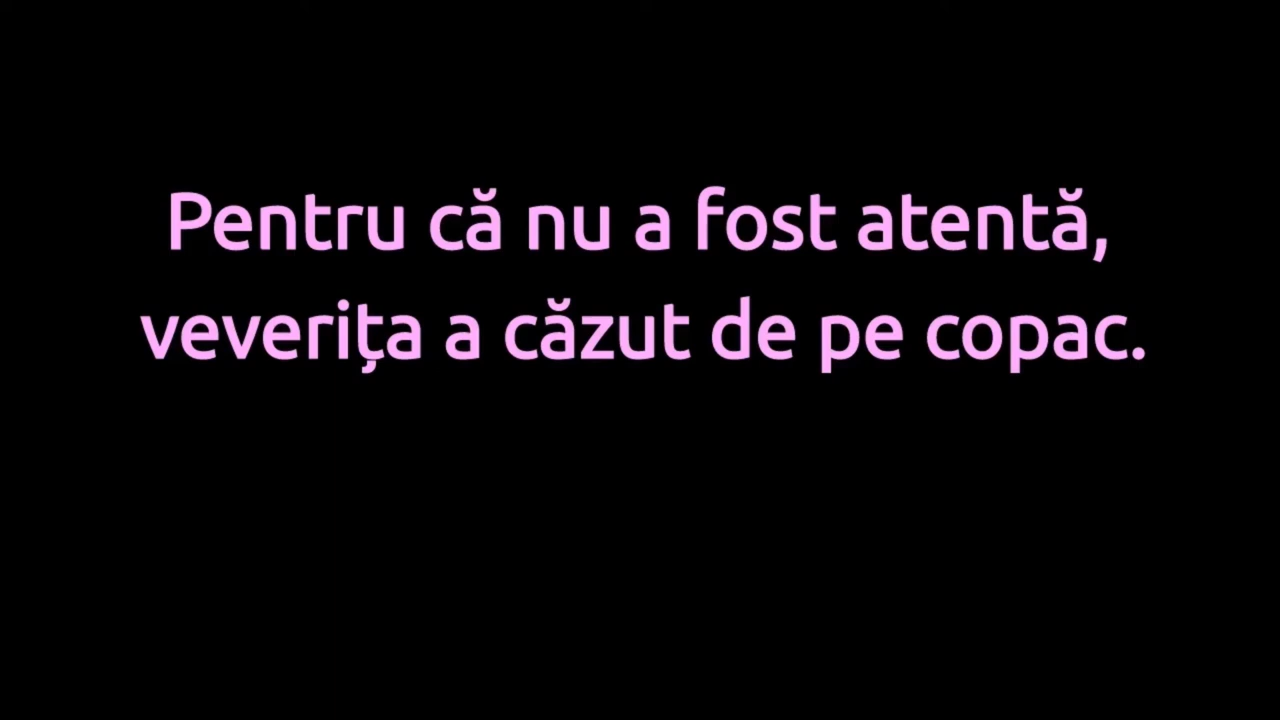 Pentru că nu a fost atentă,
veverița a căzut de pe copac.